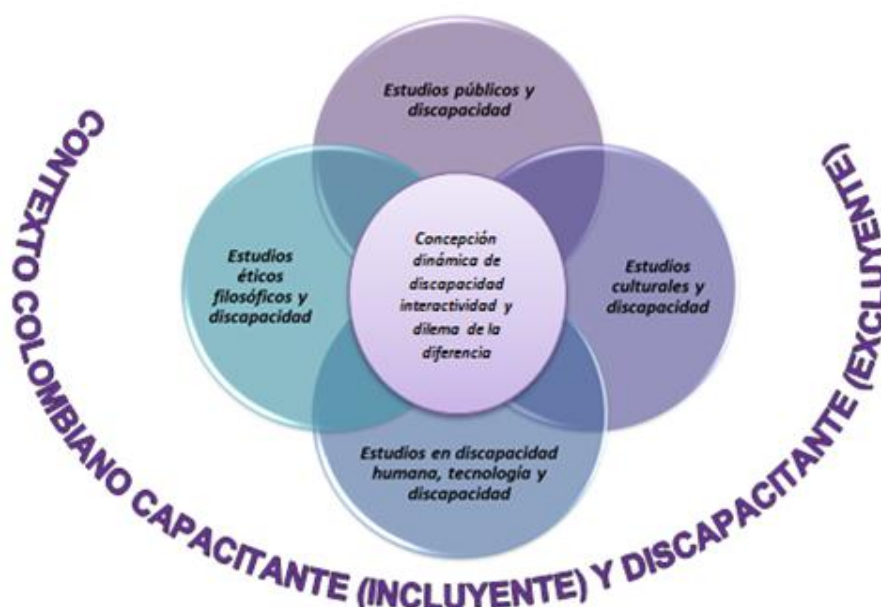 Estudios públicos y
discapacidad
Estudios
éticos
filosóficos y
discapacidad
Concepción
dinámica de
discapacidad
interactividad y
dilema de la
diferencia
Estudios
culturales y
discapacidad
Estudios en discapacidad
humana, tecnología y
discapacidad
CONTEXTO COLOMBIANO CAPACITANTE (INCLUYENTE) Y DISCAPACITANTE (EXCLUYENTE)